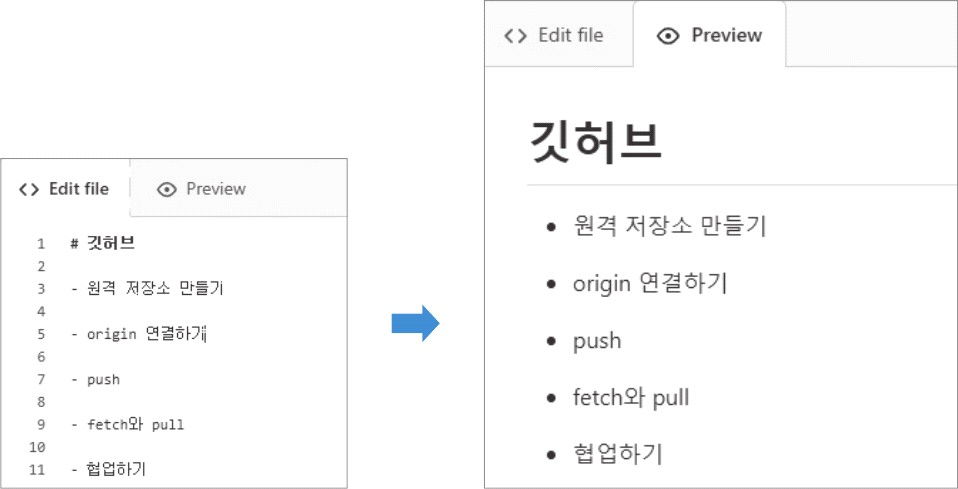 Edit file Preview
1 # 깃허브
2
3 - 원격 저장소 만들기
4
5 - origin 연결하기
6
7 - push
8
9 - fetch와 pull
10
11 - 협업하기
Edit file Preview
깃허브
• 원격 저장소 만들기
• origin 연결하기
• push
• fetch와 pull
• 협업하기